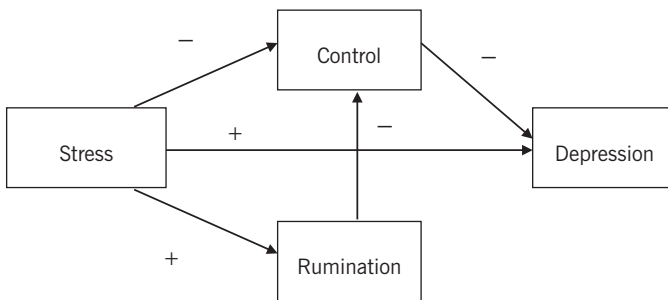 −
Control
−
Stress
+
−
Depression
+
Rumination